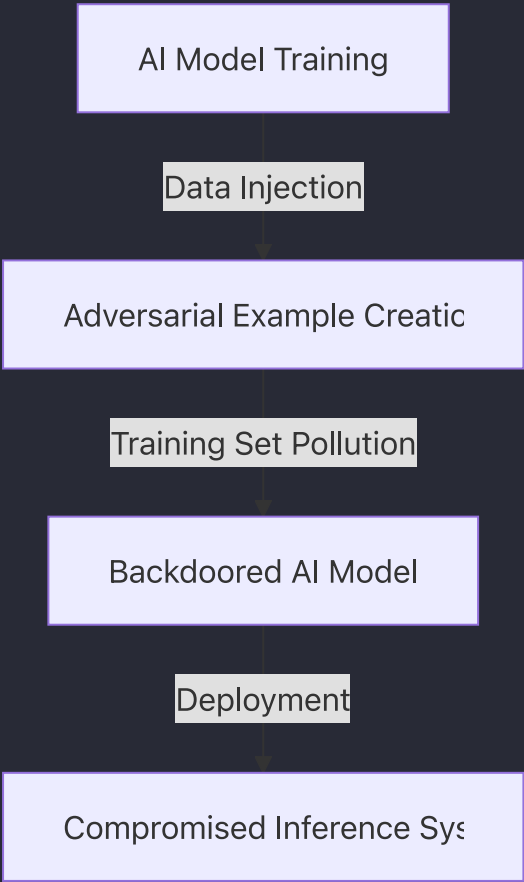 AI Model Training
Data Injection
Adversarial Example Creatic
Training Set Pollution
Backdoored AI Model
Deployment
Compromised Inference Sys